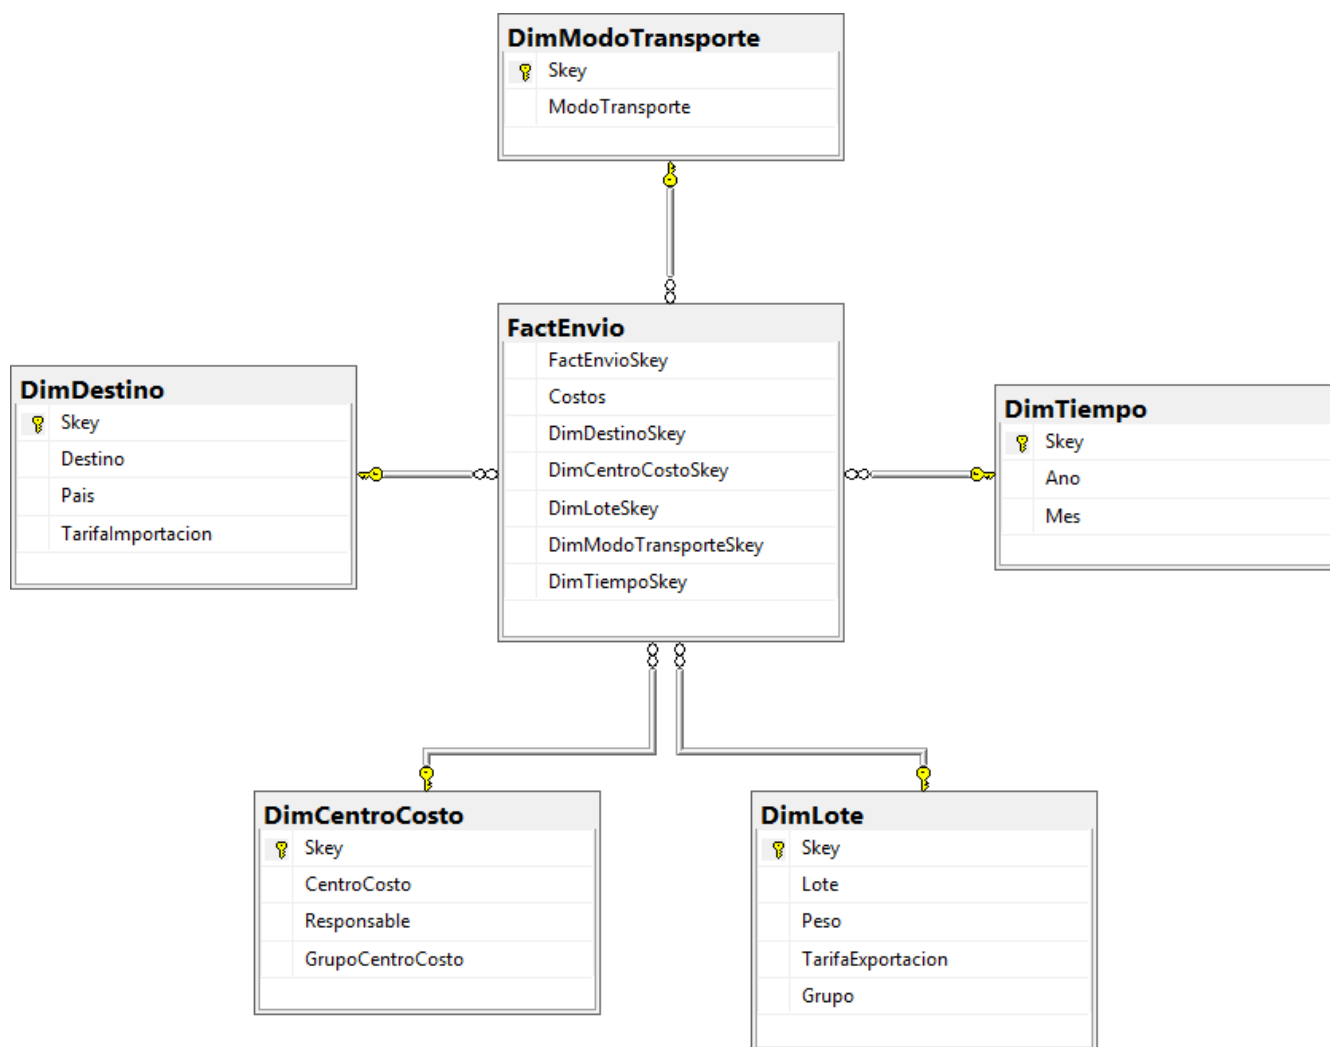 DimModoTransporte
Skey
ModoTransporte
FactEnvio
FactEnvioSkey
Costos
DimDestinoSkey
DimCentroCostoSkey
DimLoteSkey
DimModoTransporteSkey
DimTiempoSkey
DimDestino
Skey
Destino
Pais
TarifaImportacion
DimTiempo
Skey
Ano
Mes
DimCentroCosto
Skey
CentroCosto
Responsable
GrupoCentroCosto
DimLote
Skey
Lote
Peso
TarifaExportacion
Grupo